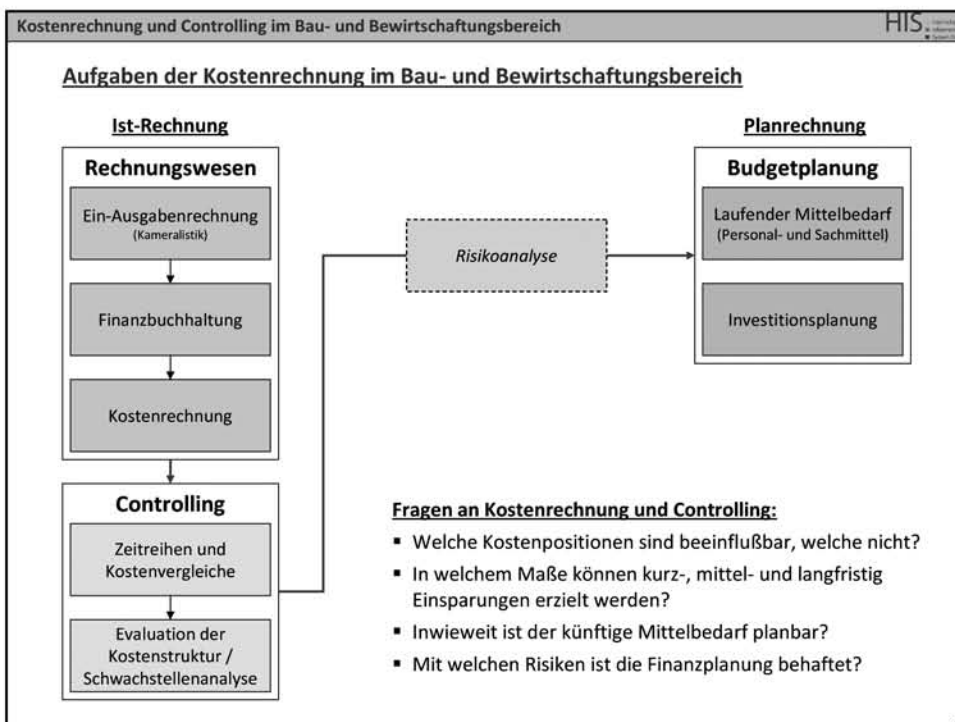 Kostenrechnung und Controlling im Bau- und Bewirtschaftungsbereich
HIS
Aufgaben der Kostenrechnung im Bau- und Bewirtschaftungsbereich
Ist-Rechnung
Rechnungswesen
Ein-Ausgabenrechnung
(Kameralistik)
Finanzbuchhaltung
Kostenrechnung
Controlling
Zeitreihen und
Kostenvergleiche
Evaluation der
Kostenstruktur /
Schwachstellenanalyse
Risikoanalyse
Planrechnung
Budgetplanung
Laufender Mittelbedarf
(Personal- und Sachmittel)
Investitionsplanung
Fragen an Kostenrechnung und Controlling:
▪ Welche Kostenpositionen sind beeinflußbar, welche nicht?
▪ In welchem Maße können kurz-, mittel- und langfristig
Einsparungen erzielt werden?
▪ Inwieweit ist der künftige Mittelbedarf planbar?
▪ Mit welchen Risiken ist die Finanzplanung behaftet?